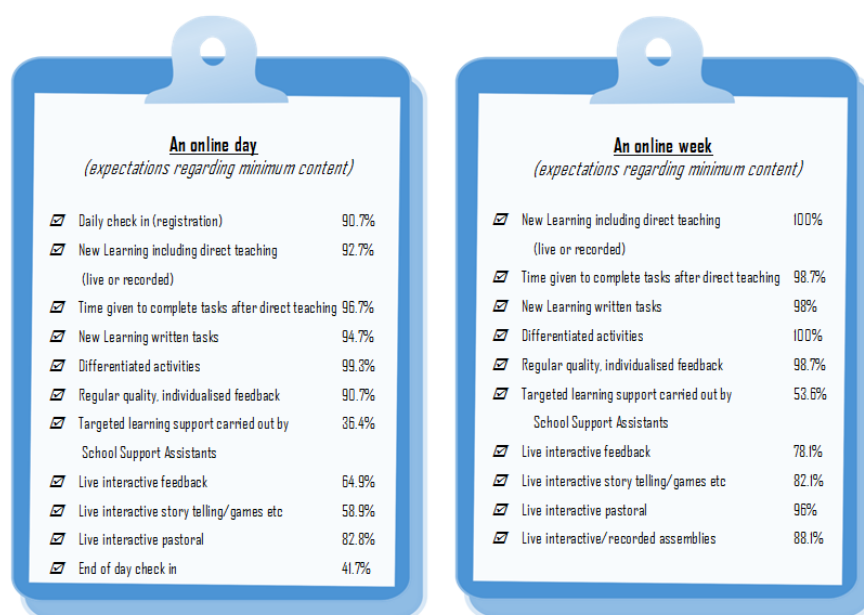 An online day
(expectations regarding minimum content)
☑ Daily check in (registration) 90.7%
☑ New Learning including direct teaching 92.7%
(live or recorded)
☑ Time given to complete tasks after direct teaching 96.7%
☑ New Learning written tasks 94.7%
☑ Differentiated activities 99.3%
☑ Regular quality, individualised feedback 90.7%
☑ Targeted learning support carried out by 36.4%
School Support Assistants
☑ Live interactive feedback 64.9%
☑ Live interactive story telling/games etc 58.9%
☑ Live interactive pastoral 82.8%
☑ End of day check in 41.7%
An online week
(expectations regarding minimum content)
☑ New Learning including direct teaching 100%
(live or recorded)
☑ Time given to complete tasks after direct teaching 98.7%
☑ New Learning written tasks 98%
☑ Differentiated activities 100%
☑ Regular quality, individualised feedback 98.7%
☑ Targeted learning support carried out by 53.6%
School Support Assistants
☑ Live interactive feedback 78.1%
☑ Live interactive story telling/games etc 82.1%
☑ Live interactive pastoral 96%
☑ Live interactive/recorded assemblies 88.1%